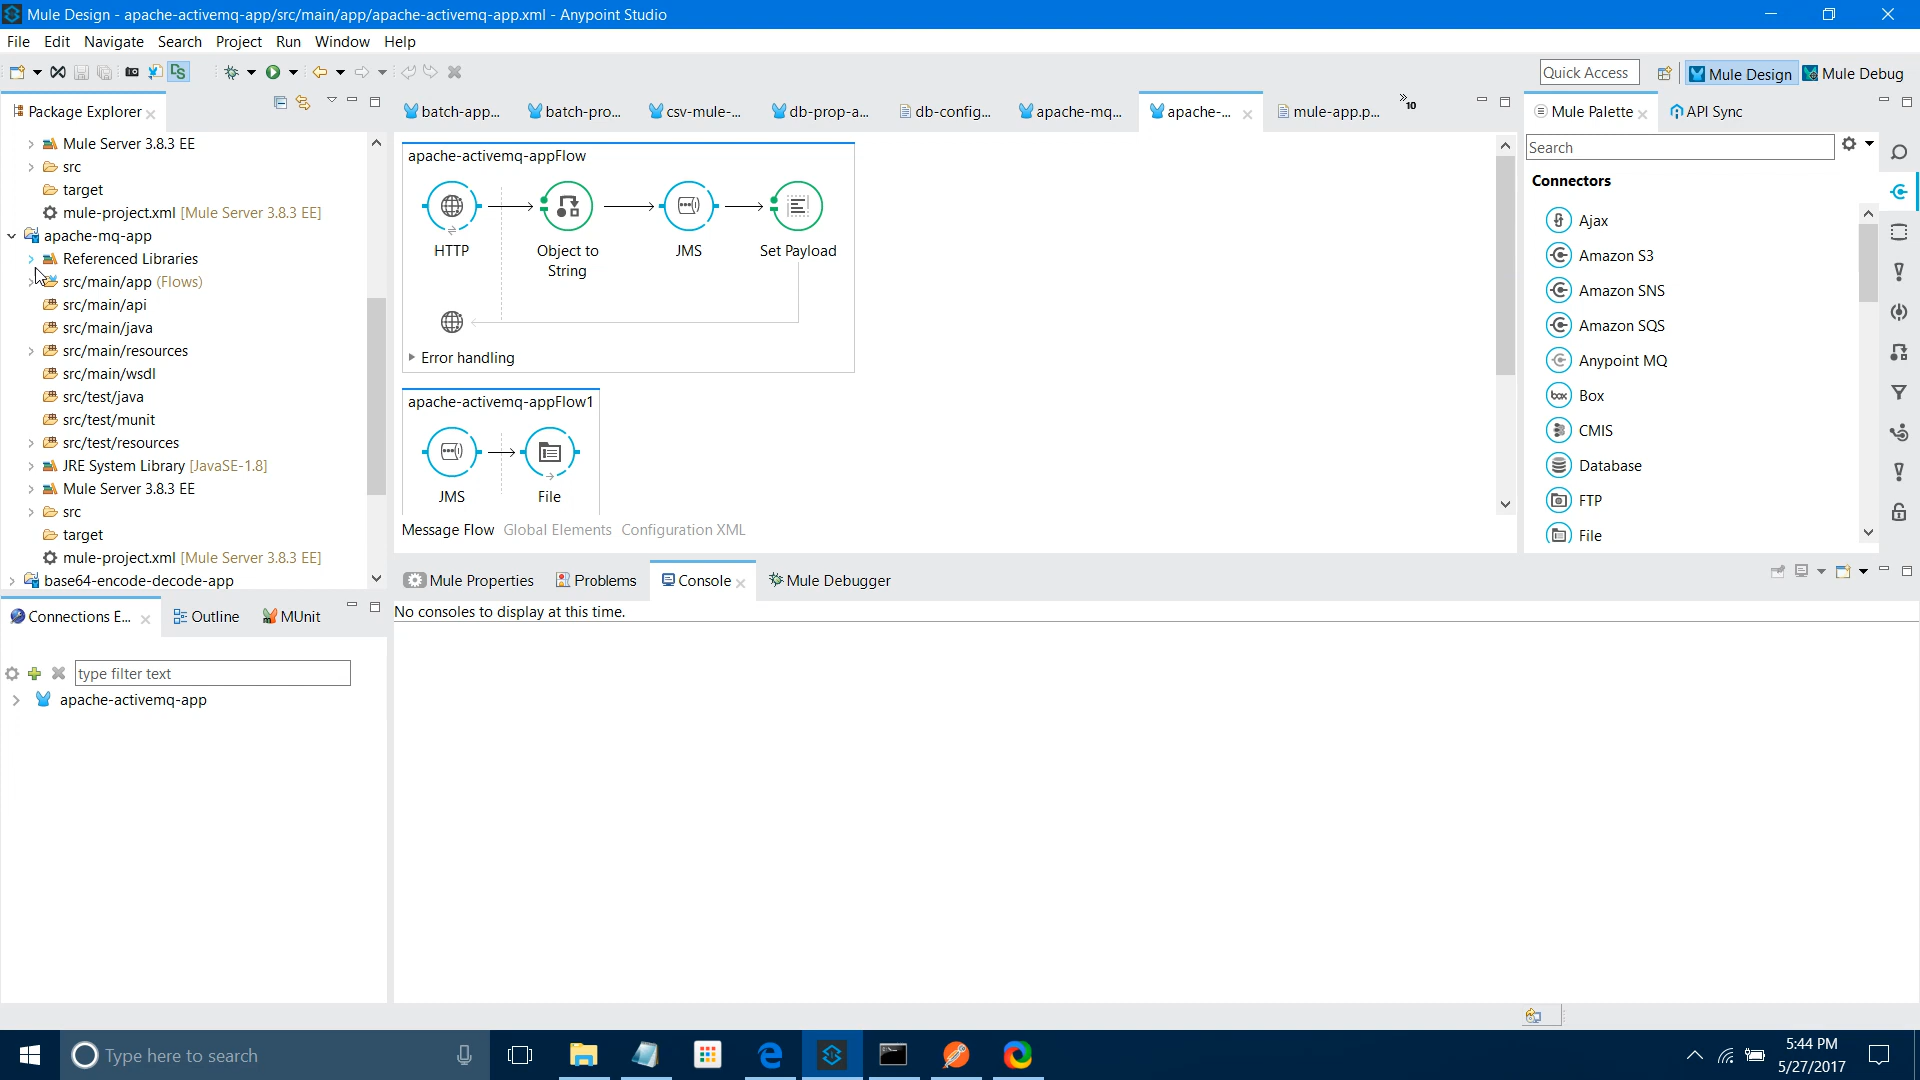 Mule Design - apache-activemq-app/src/main/app/apache-activemq-app.xml - Anypoint Studio
File Edit Navigate Search Project Run Window Help
Quick Access
Mule Design
Mule Debug
Package Explorer
Mule Server 3.8.3 EE
src
target
mule-project.xml [Mule Server 3.8.3 EE]
apache-mq-app
Referenced Libraries
src/main/app (Flows)
src/main/api
src/main/java
src/main/resources
src/main/wsdl
src/test/java
src/test/munit
src/test/resources
JRE System Library [JavaSE-1.8]
Mule Server 3.8.3 EE
src
target
mule-project.xml [Mule Server 3.8.3 EE]
base64-encode-decode-app
batch-app...
batch-pro...
csv-mule-...
db-prop-a...
db-config...
apache-mq...
apache-...
mule-app.p...
»10
apache-activemq-appFlow
HTTP
Object to
String
JMS
Set Payload
Error handling
apache-activemq-appFlow1
JMS
File
Message Flow Global Elements Configuration XML
Mule Palette
API Sync
Search
Connectors
Ajax
Amazon S3
Amazon SNS
Amazon SQS
Anypoint MQ
box Box
CMIS
Database
FTP
File
Connections E...
Outline
MUnit
type filter text
apache-activemq-app
Mule Properties
Problems
Console
Mule Debugger
No consoles to display at this time.
Type here to search
5:44 PM
5/27/2017